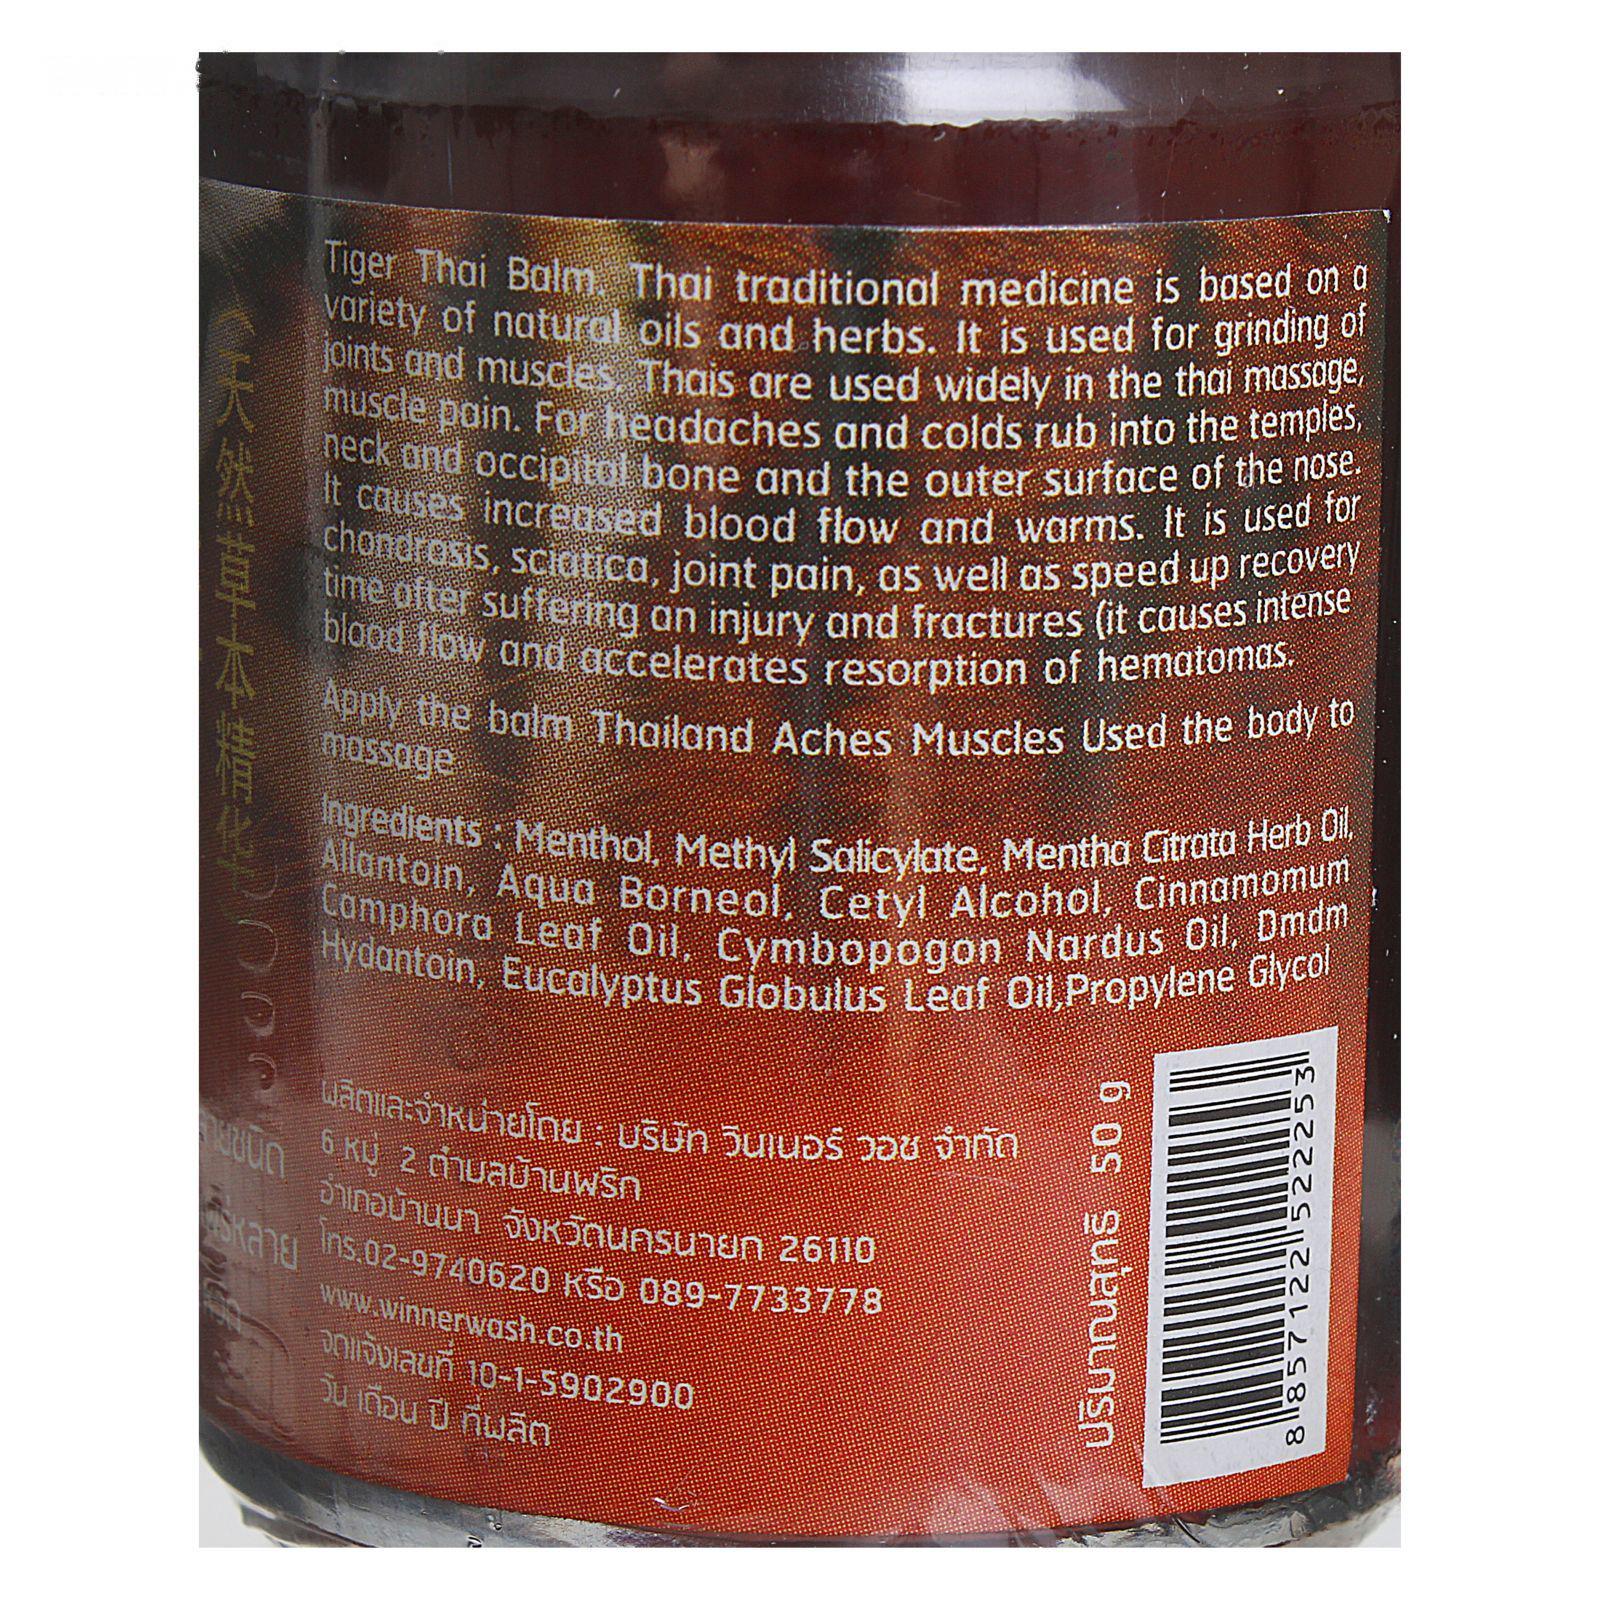 Tiger Thai Balm, Thai traditional medicine is based on a
variety of natural oils and herbs. It is used for grinding of
joints and muscles, Thais are used widely in the thai massage,
muscle pain. For headaches and colds rub into the temples,
neck and occipital bone and the outer surface of the nose.
It causes increased blood flow and warms. It is used for
chondrosis, sciatica, joint pain, as well as speed up recovery
time after suffering an injury and fractures (it causes intense
blood flow and accelerates resorption of hematomas.
Apply the balm Thailand Aches Muscles Used the body to
massage
Ingredients : Menthol, Methyl Salicylate, Mentha Citrata Herb Oil,
Allantoin, Aqua Borneol, Cetyl Alcohol, Cinnamomum
Camphora Leaf Oil, Cymbopogon Nardus Oil, Dmdm
Hydantoin, Eucalyptus Globulus Leaf Oil,Propylene Glycol
ผลิตและจำหน่ายโดย : บริษัท วินเนอร์ วอช จำกัด
6 หมู่ 2 ตำบลบ้านพริก
อำเภอบ้านนา จังหวัดนครนายก 26110
โทร.02-9740620 หรือ 089-7733778
www.winnerwash.co.th
จดแจ้งเลขที่ 10-1-5902900
วัน เดือน ปี ที่ผลิต
ปริมาณสุทธิ 50 g
8 857122 522253
天然草本精华